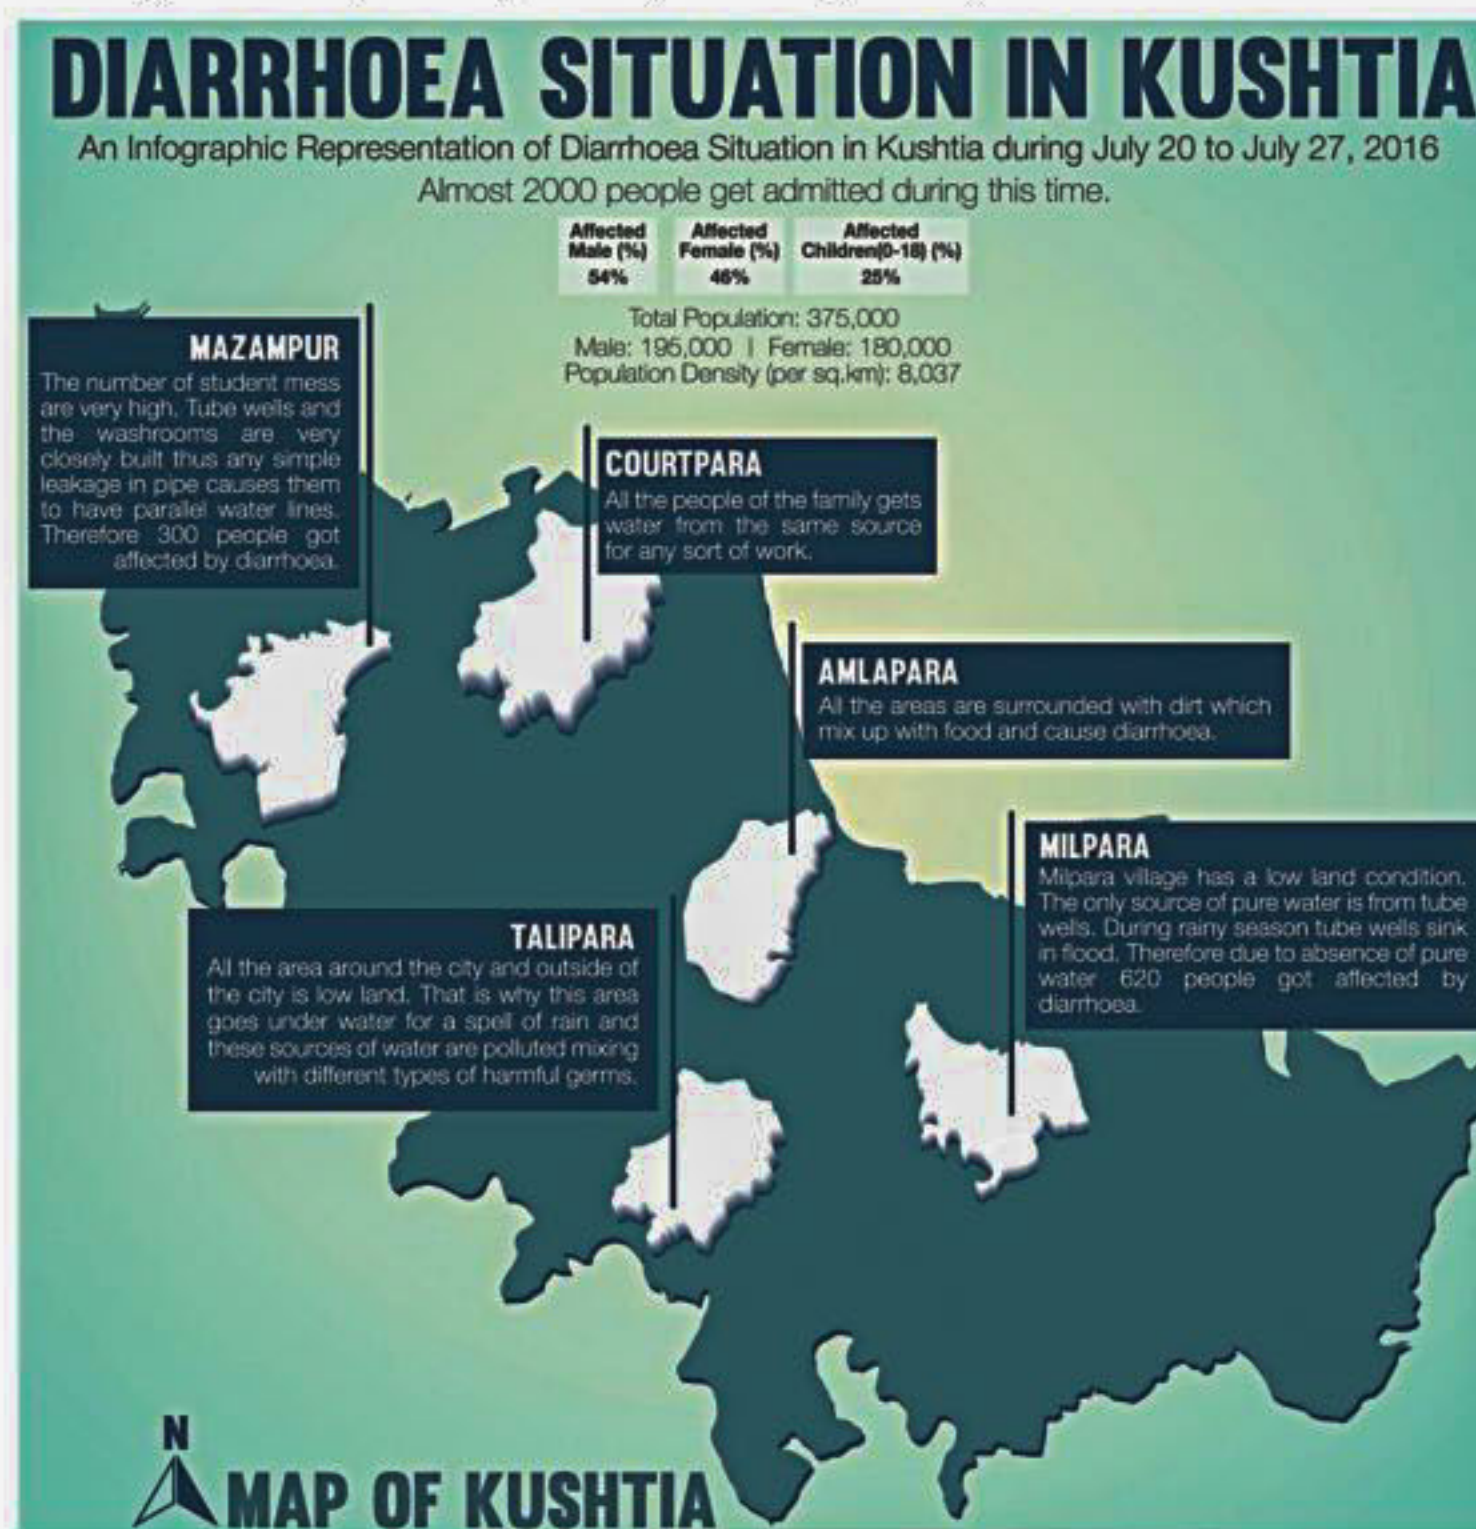 DIARRHOEA SITUATION IN KUSHTIA
An Infographic Representation of Diarrhoea Situation in Kushtia during July 20 to July 27, 2016
Almost 2000 people get admitted during this time.
Affected Male (%)
54%
Affected Female (%)
46%
Affected Children(0-18) (%)
25%
Total Population: 375,000
Male: 195,000 | Female: 180,000
Population Density (per sq.km): 8,037
MAZAMPUR
The number of student mess
are very high. Tube wells and
the washrooms are very
closely built thus any simple
leakage in pipe causes them
to have parallel water lines.
Therefore 300 people got
affected by diarrhoea.
COURTPARA
All the people of the family gets
water from the same source
for any sort of work.
AMLAPARA
All the areas are surrounded with dirt which
mix up with food and cause diarrhoea.
MILPARA
Milpara village has a low land condition.
The only source of pure water is from tube
wells. During rainy season tube wells sink
in flood. Therefore due to absence of pure
water 620 people got affected by
diarrhoea.
TALIPARA
All the area around the city and outside of
the city is low land. That is why this area
goes under water for a spell of rain and
these sources of water are polluted mixing
with different types of harmful germs.
N
MAP OF KUSHTIA